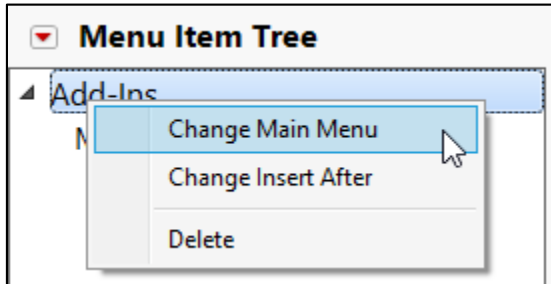 Menu Item Tree
Add-Ins
Change Main Menu
Change Insert After
Delete